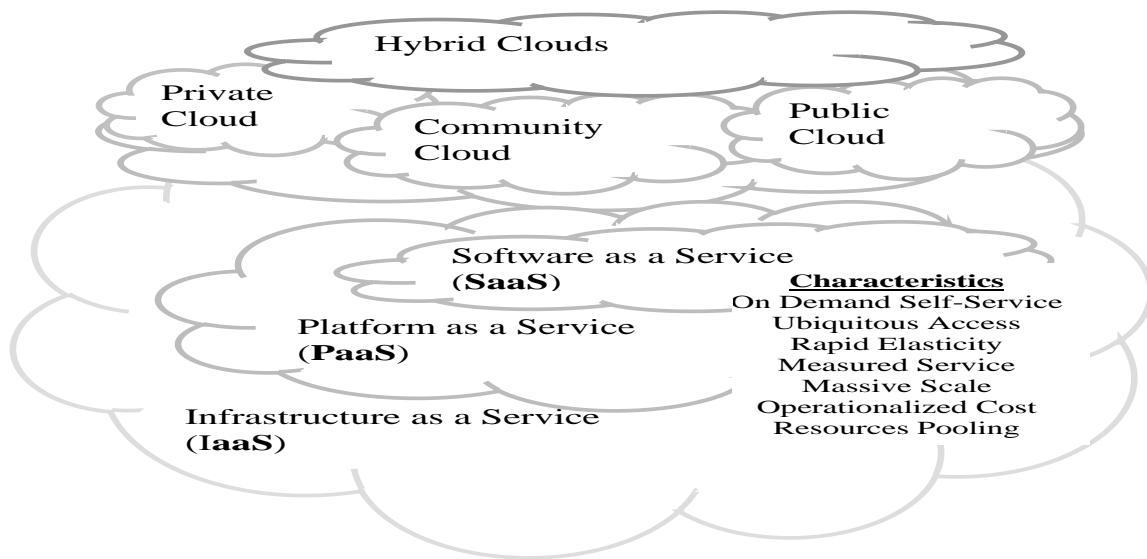 Hybrid Clouds
Private
Cloud
Community
Cloud
Public
Cloud
Software as a Service
(SaaS)
Platform as a Service
(PaaS)
Infrastructure as a Service
(IaaS)
Characteristics
On Demand Self-Service
Ubiquitous Access
Rapid Elasticity
Measured Service
Massive Scale
Operationalized Cost
Resources Pooling